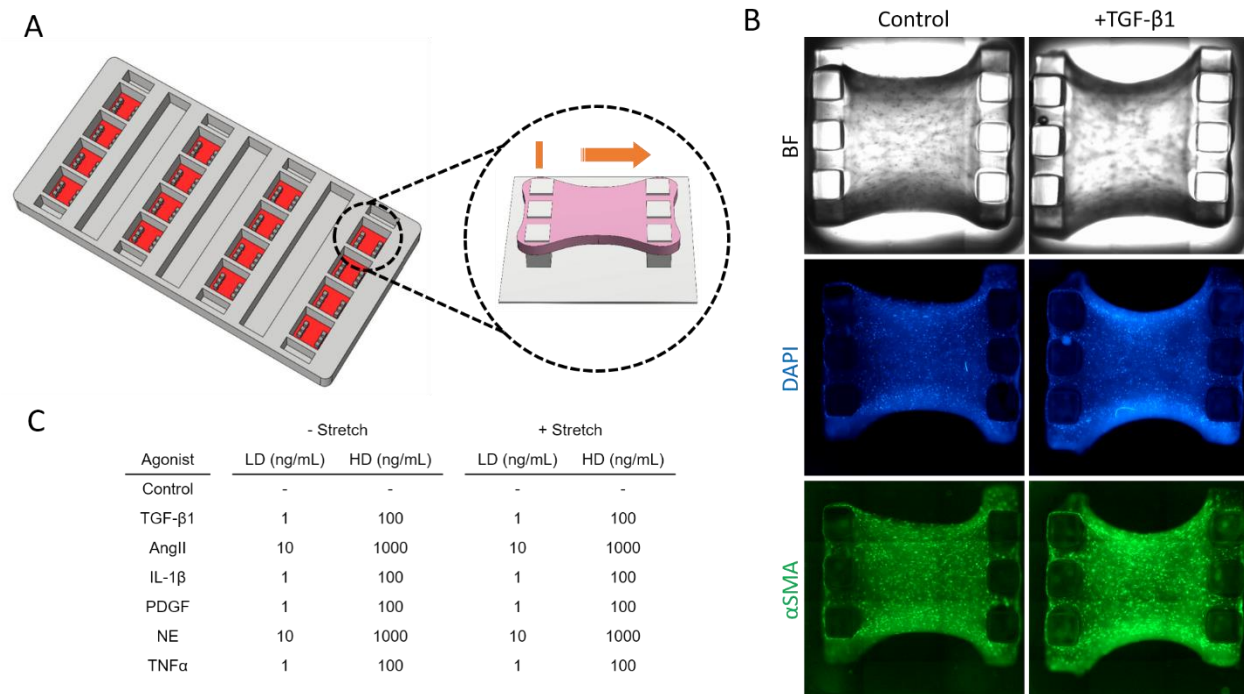 A
B
Control +TGF-β1
BF
DAPI
αSMA
C
- Stretch + Stretch
Agonist LD (ng/mL) HD (ng/mL) LD (ng/mL) HD (ng/mL)
Control - - - -
TGF-β1 1 100 1 100
AngII 10 1000 10 1000
IL-1β 1 100 1 100
PDGF 1 100 1 100
NE 10 1000 10 1000
TNFα 1 100 1 100